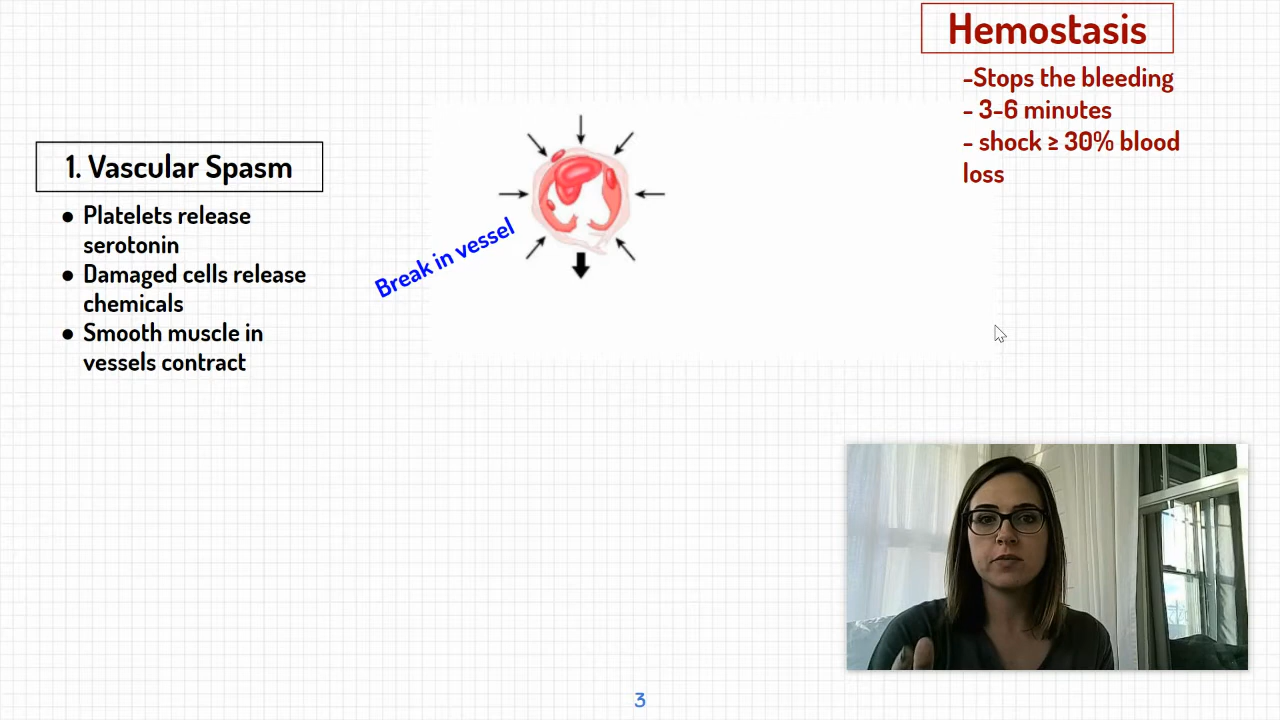 Hemostasis
-Stops the bleeding
- 3-6 minutes
- shock ≥ 30% blood
loss
1. Vascular Spasm
● Platelets release
serotonin
● Damaged cells release
chemicals
● Smooth muscle in
vessels contract
Break in vessel
3